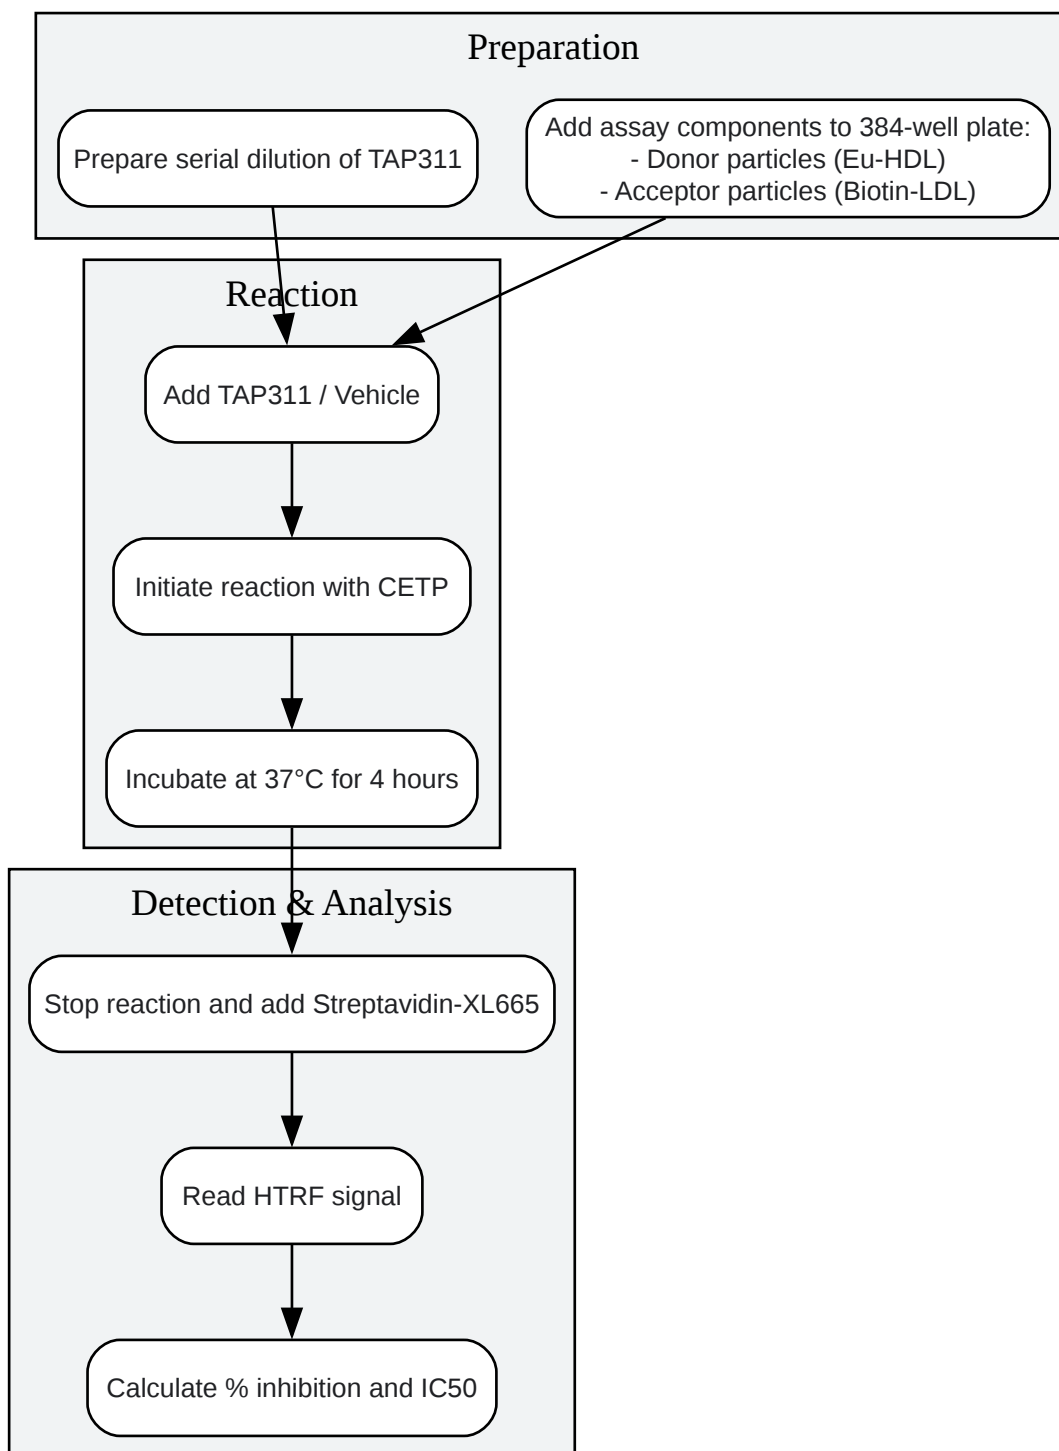 Preparation
Prepare serial dilution of TAP311
Add assay components to 384-well plate:
- Donor particles (Eu-HDL)
- Acceptor particles (Biotin-LDL)
Reaction
Add TAP311 / Vehicle
Initiate reaction with CETP
Incubate at 37°C for 4 hours
Detection & Analysis
Stop reaction and add Streptavidin-XL665
Read HTRF signal
Calculate % inhibition and IC50